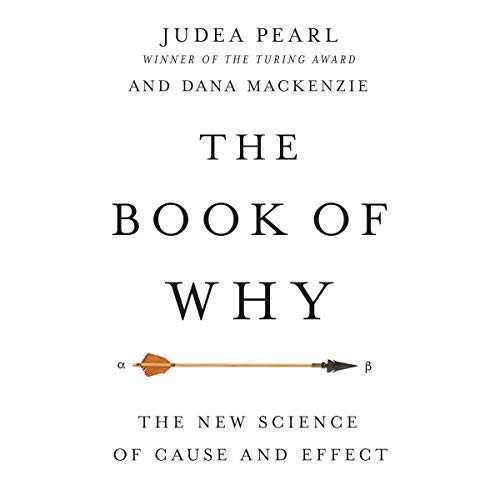 JUDEA PEARL
WINNER OF THE TURING AWARD
AND DANA MACKENZIE
THE
BOOK OF
WHY
α β
THE NEW SCIENCE
OF CAUSE AND EFFECT